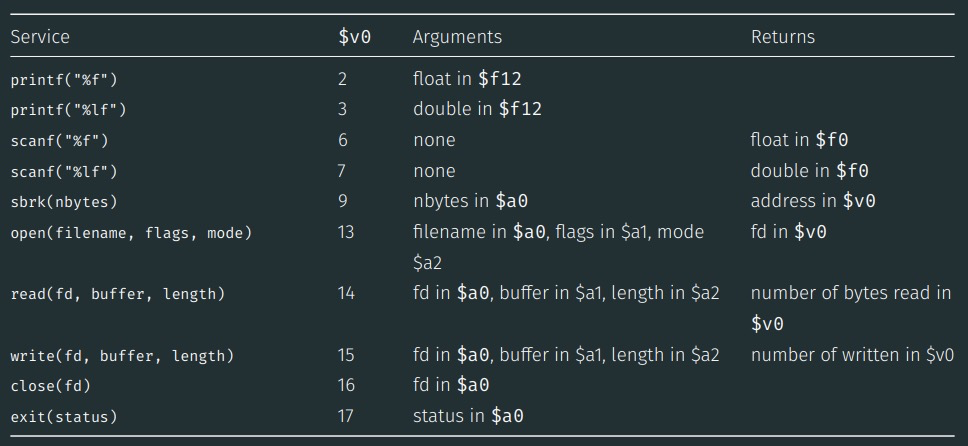 Service $v0 Arguments Returns
printf("%f") 2 float in $f12
printf("%lf") 3 double in $f12
scanf("%f") 6 none float in $f0
scanf("%lf") 7 none double in $f0
sbrk(nbytes) 9 nbytes in $a0 address in $v0
open(filename, flags, mode) 13 filename in $a0, flags in $a1, mode fd in $v0
$a2
read(fd, buffer, length) 14 fd in $a0, buffer in $a1, length in $a2 number of bytes read in
$v0
write(fd, buffer, length) 15 fd in $a0, buffer in $a1, length in $a2 number of written in $v0
close(fd) 16 fd in $a0
exit(status) 17 status in $a0